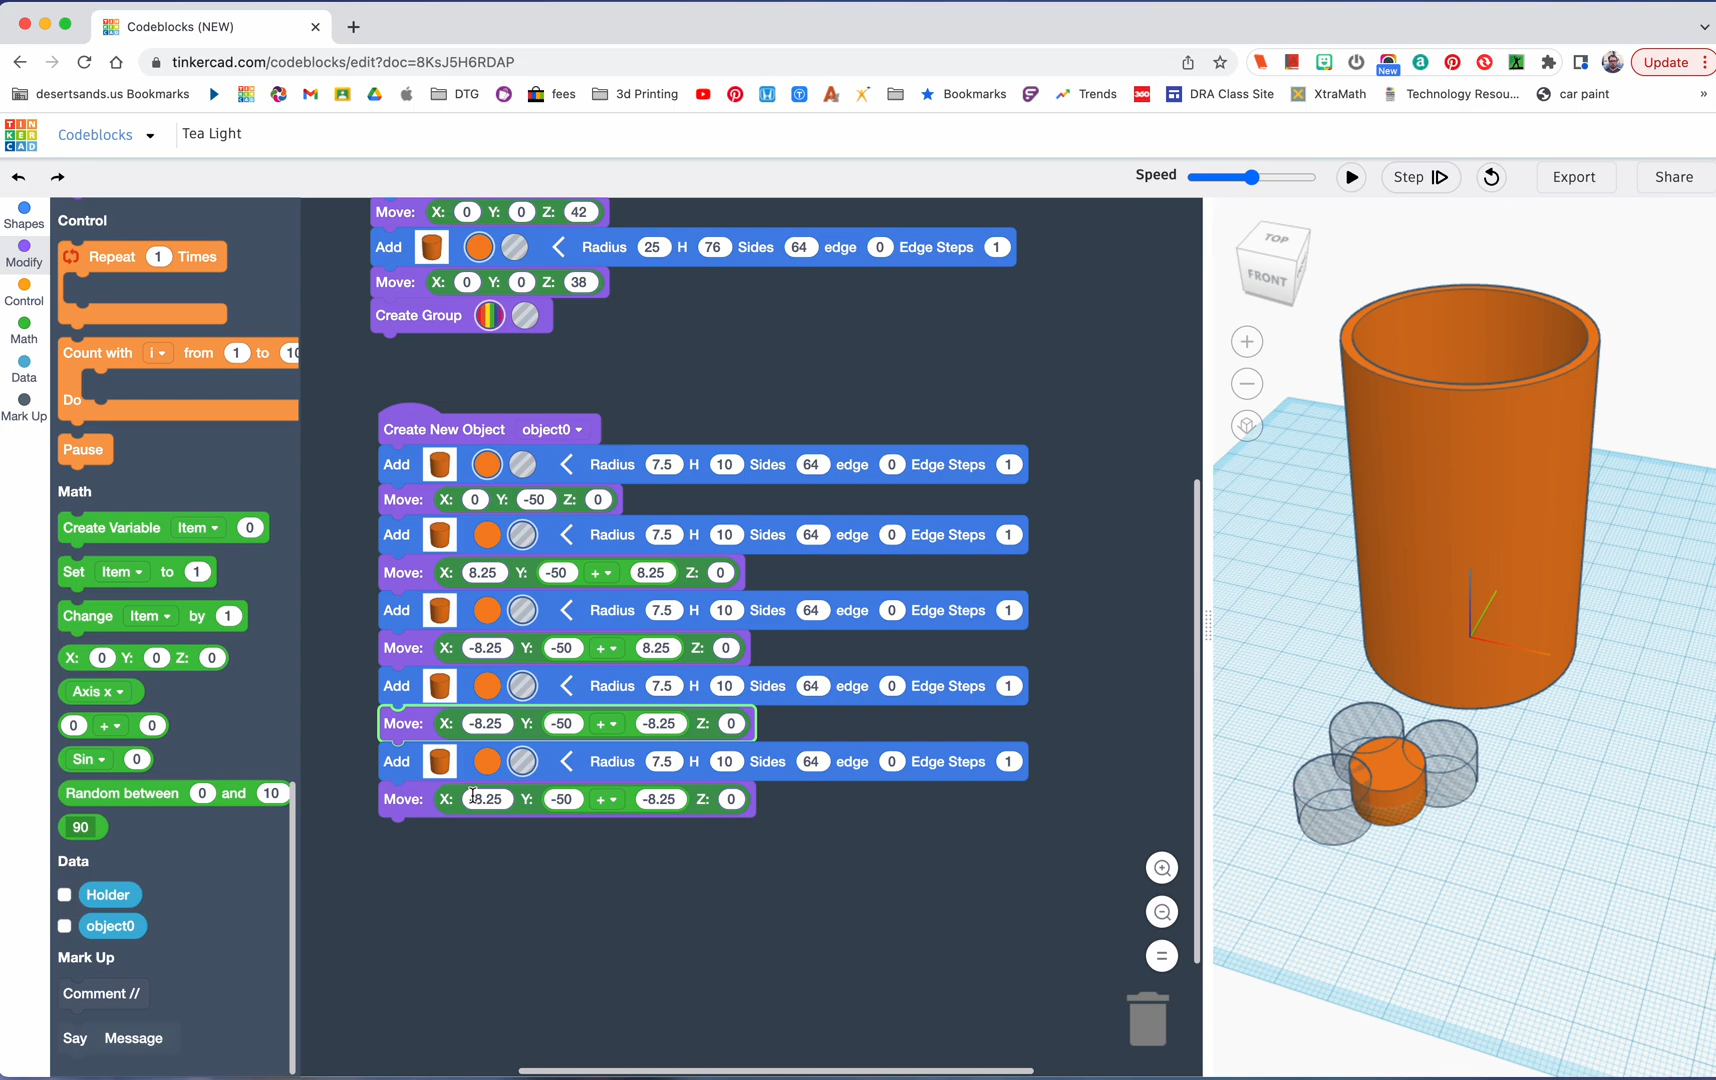 Codeblocks (NEW)
tinkercad.com/codeblocks/edit?doc=8KsJ5H6RDAP
New
Update
desertsands.us Bookmarks
DTG
fees
3d Printing
Bookmarks
Trends
360
DRA Class Site
XtraMath
Technology Resou...
car paint
»
TIN
KER
CAD
Codeblocks
Tea Light
Speed
Step
Export
Share
Shapes
Modify
Control
Math
Data
Mark Up
Control
Repeat 1 Times
Count with i from 1 to 10
Do
Pause
Math
Create Variable Item 0
Set Item to 1
Change Item by 1
X: 0 Y: 0 Z: 0
Axis x
0 + 0
Sin 0
Random between 0 and 10
90
Data
Holder
object0
Mark Up
Comment //
Say Message
Move: X: 0 Y: 0 Z: 42
Add Radius 25 H 76 Sides 64 edge 0 Edge Steps 1
Move: X: 0 Y: 0 Z: 38
Create Group
Create New Object object0
Add Radius 7.5 H 10 Sides 64 edge 0 Edge Steps 1
Move: X: 0 Y: -50 Z: 0
Add Radius 7.5 H 10 Sides 64 edge 0 Edge Steps 1
Move: X: 8.25 Y: -50 + 8.25 Z: 0
Add Radius 7.5 H 10 Sides 64 edge 0 Edge Steps 1
Move: X: -8.25 Y: -50 + 8.25 Z: 0
Add Radius 7.5 H 10 Sides 64 edge 0 Edge Steps 1
Move: X: -8.25 Y: -50 + -8.25 Z: 0
Add Radius 7.5 H 10 Sides 64 edge 0 Edge Steps 1
Move: X: -8.25 Y: -50 + -8.25 Z: 0
TOP
FRONT